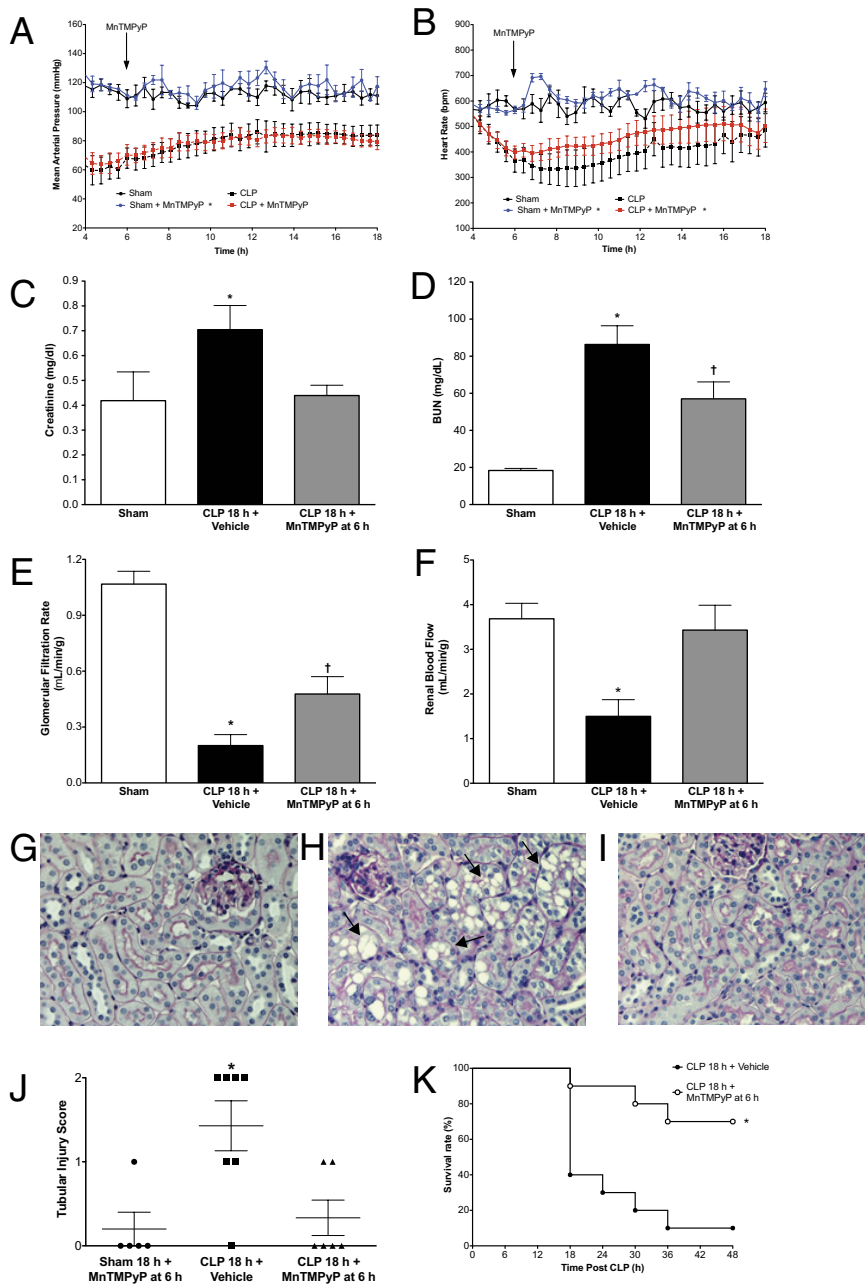 A
MnTMPyP
Mean Arterial Pressure (mmHg)
160
140
120
100
80
60
40
20
Sham
CLP
Sham + MnTMPyP *
CLP + MnTMPyP
4 6 8 10 12 14 16 18
Time (h)
B
MnTMPyP
Heart Rate (bpm)
900
800
700
600
500
400
300
200
100
Sham
CLP
Sham + MnTMPyP *
CLP + MnTMPyP *
4 6 8 10 12 14 16 18
Time (h)
C
Creatinine (mg/dl)
0.9
0.8
0.7
0.6
0.5
0.4
0.3
0.2
0.1
0.0
*
Sham
CLP 18 h +
Vehicle
CLP 18 h +
MnTMPyP at 6 h
D
BUN (mg/dL)
100
80
60
40
20
0
*
†
Sham
CLP 18 h +
Vehicle
CLP 18 h +
MnTMPyP at 6 h
E
Glomerular Filtration Rate
(mL/min/g)
1.2
0.9
0.6
0.3
0.0
*
†
Sham
CLP 18 h +
Vehicle
CLP 18 h +
MnTMPyP at 6 h
F
Renal Blood Flow
(mL/min/g)
5
4
3
2
1
0
*
Sham
CLP 18 h +
Vehicle
CLP 18 h +
MnTMPyP at 6 h
G
H
I
J
Tubular Injury Score
2
1
0
*
Sham 18 h +
MnTMPyP at 6 h
CLP 18 h +
Vehicle
CLP 18 h +
MnTMPyP at 6 h
K
Survival rate (%)
100
80
60
40
20
0
CLP 18 h + Vehicle
CLP 18 h +
MnTMPyP at 6 h
*
0 6 12 18 24 30 36 42 48
Time Post CLP (h)